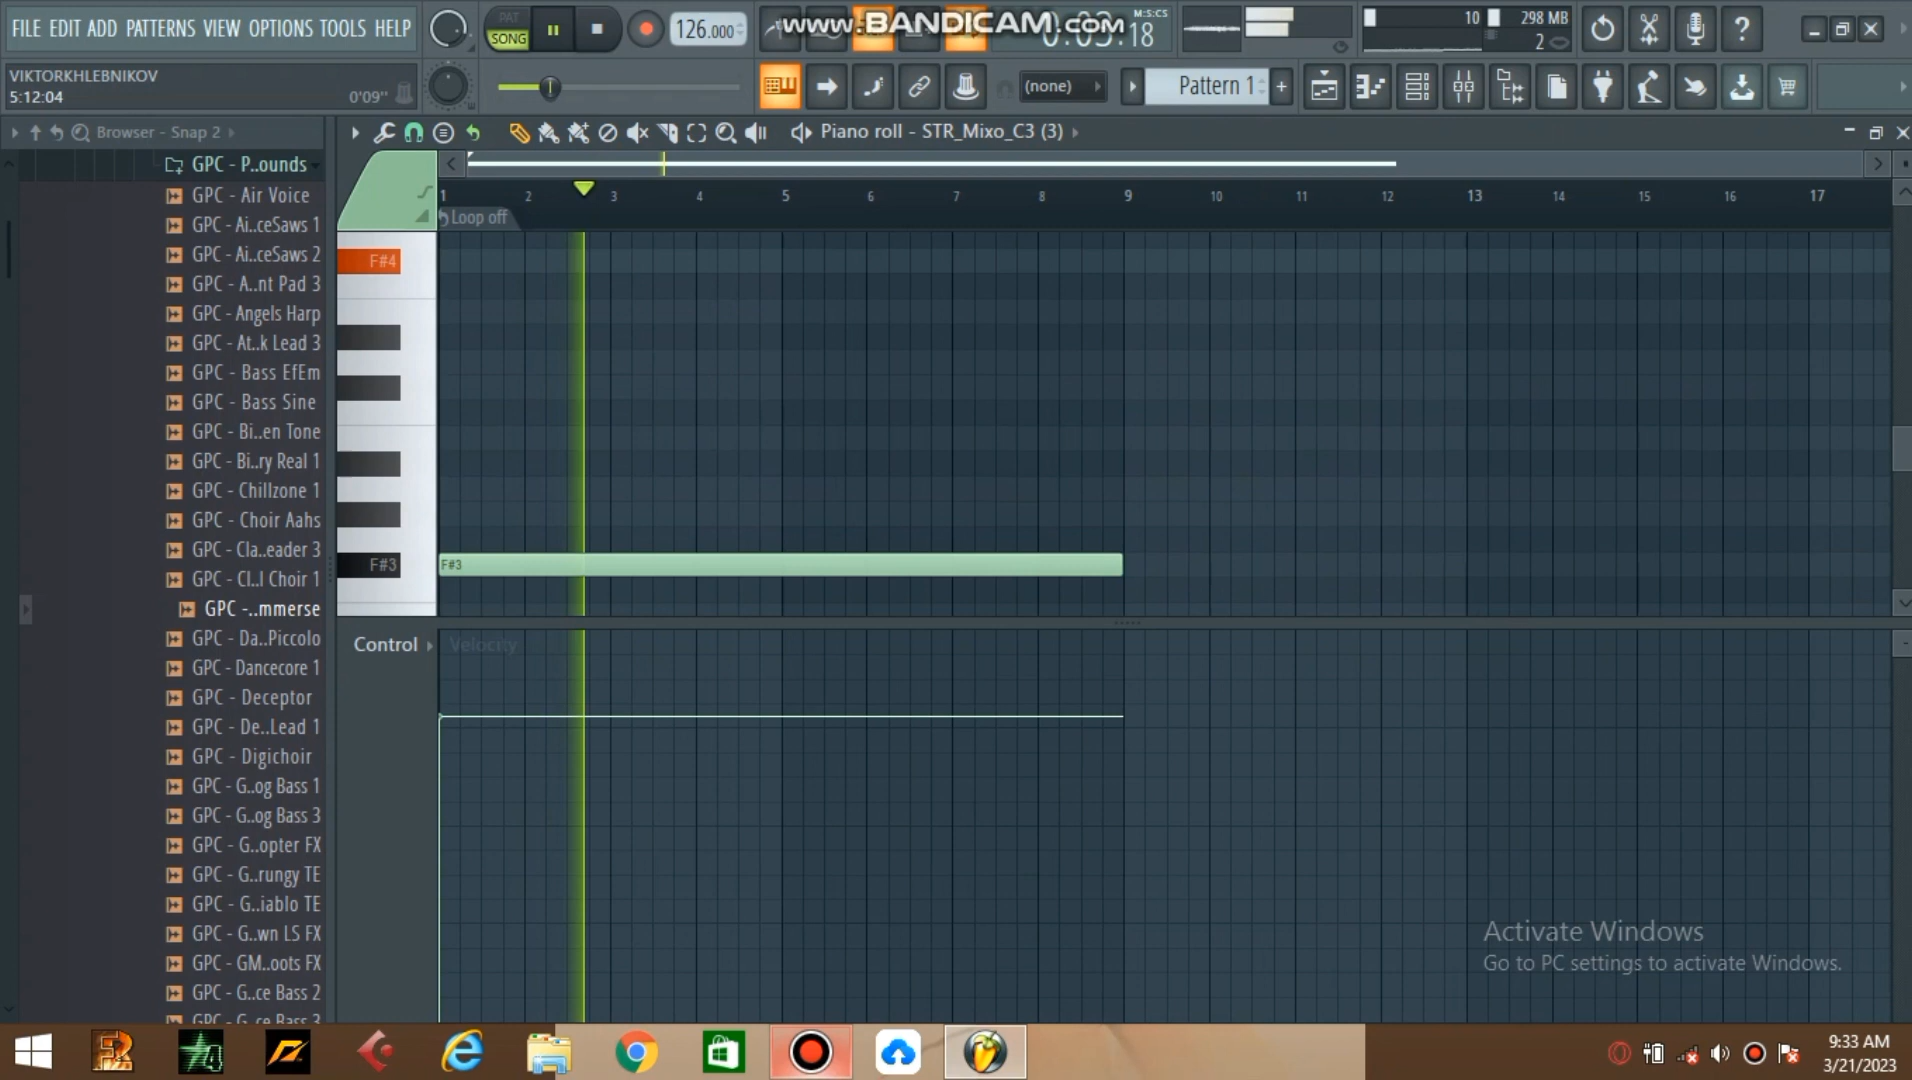 FILE EDIT ADD PATTERNS VIEW OPTIONS TOOLS HELP
PAT
SONG
126.000
www.BANDICAM.com
M:S:CS
0:03:18
10
298 MB
2
VIKTORKHLEBNIKOV
5:12:04
0'09"
(none)
Pattern 1
+
Browser - Snap 2
Piano roll - STR_Mixo_C3 (3)
GPC - P..ounds
GPC - Air Voice
GPC - Ai..ceSaws 1
GPC - Ai..ceSaws 2
GPC - A..nt Pad 3
GPC - Angels Harp
GPC - At..k Lead 3
GPC - Bass EfEm
GPC - Bass Sine
GPC - Bi..en Tone
GPC - Bi..ry Real 1
GPC - Chillzone 1
GPC - Choir Aahs
GPC - Cla..eader 3
GPC - Cl..l Choir 1
GPC -..mmerse
GPC - Da..Piccolo
GPC - Dancecore 1
GPC - Deceptor
GPC - De..Lead 1
GPC - Digichoir
GPC - G..og Bass 1
GPC - G..og Bass 3
GPC - G..opter FX
GPC - G..rungy TE
GPC - G..iablo TE
GPC - G..wn LS FX
GPC - GM..oots FX
GPC - G..ce Bass 2
GPC - G..ce Bass 3
1 2 3 4 5 6 7 8 9 10 11 12 13 14 15 16 17
Loop off
F#4
F#3
F#3
Control
Velocity
Activate Windows
Go to PC settings to activate Windows.
9:33 AM
3/21/2023